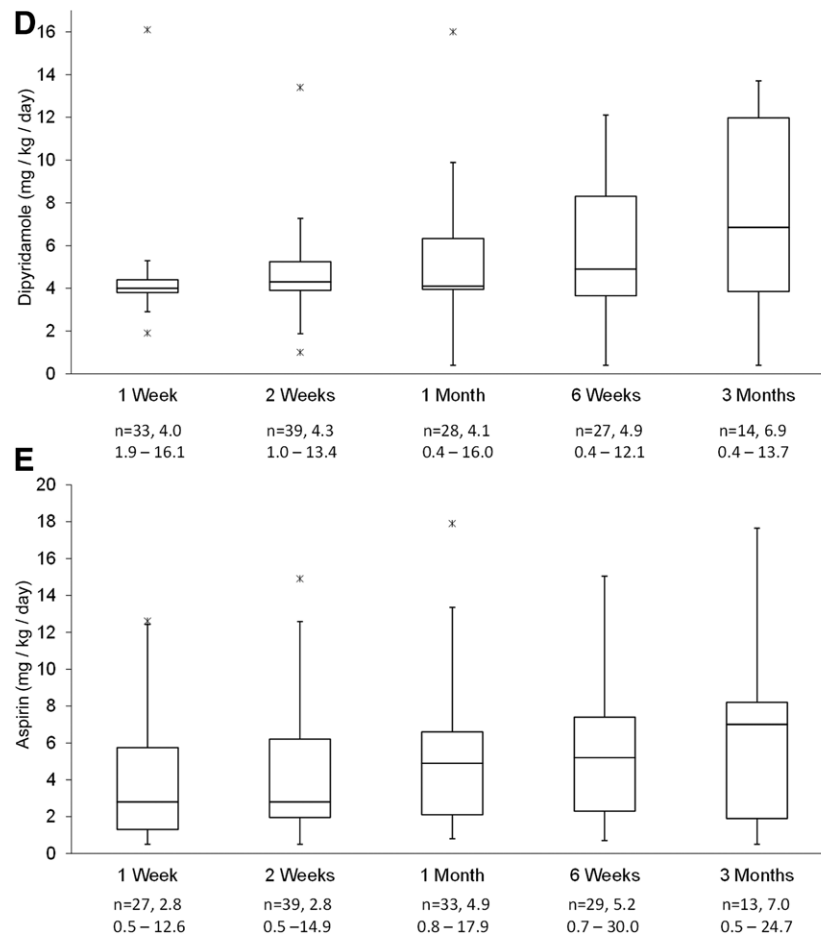 D
Dipyridamole (mg / kg / day)
16
14
12
10
8
6
4
2
0
1 Week 2 Weeks 1 Month 6 Weeks 3 Months
n=33, 4.0 n=39, 4.3 n=28, 4.1 n=27, 4.9 n=14, 6.9
1.9 – 16.1 1.0 – 13.4 0.4 – 16.0 0.4 – 12.1 0.4 – 13.7
E
Aspirin (mg / kg / day)
20
18
16
14
12
10
8
6
4
2
0
1 Week 2 Weeks 1 Month 6 Weeks 3 Months
n=27, 2.8 n=39, 2.8 n=33, 4.9 n=29, 5.2 n=13, 7.0
0.5 – 12.6 0.5 –14.9 0.8 – 17.9 0.7 – 30.0 0.5 – 24.7